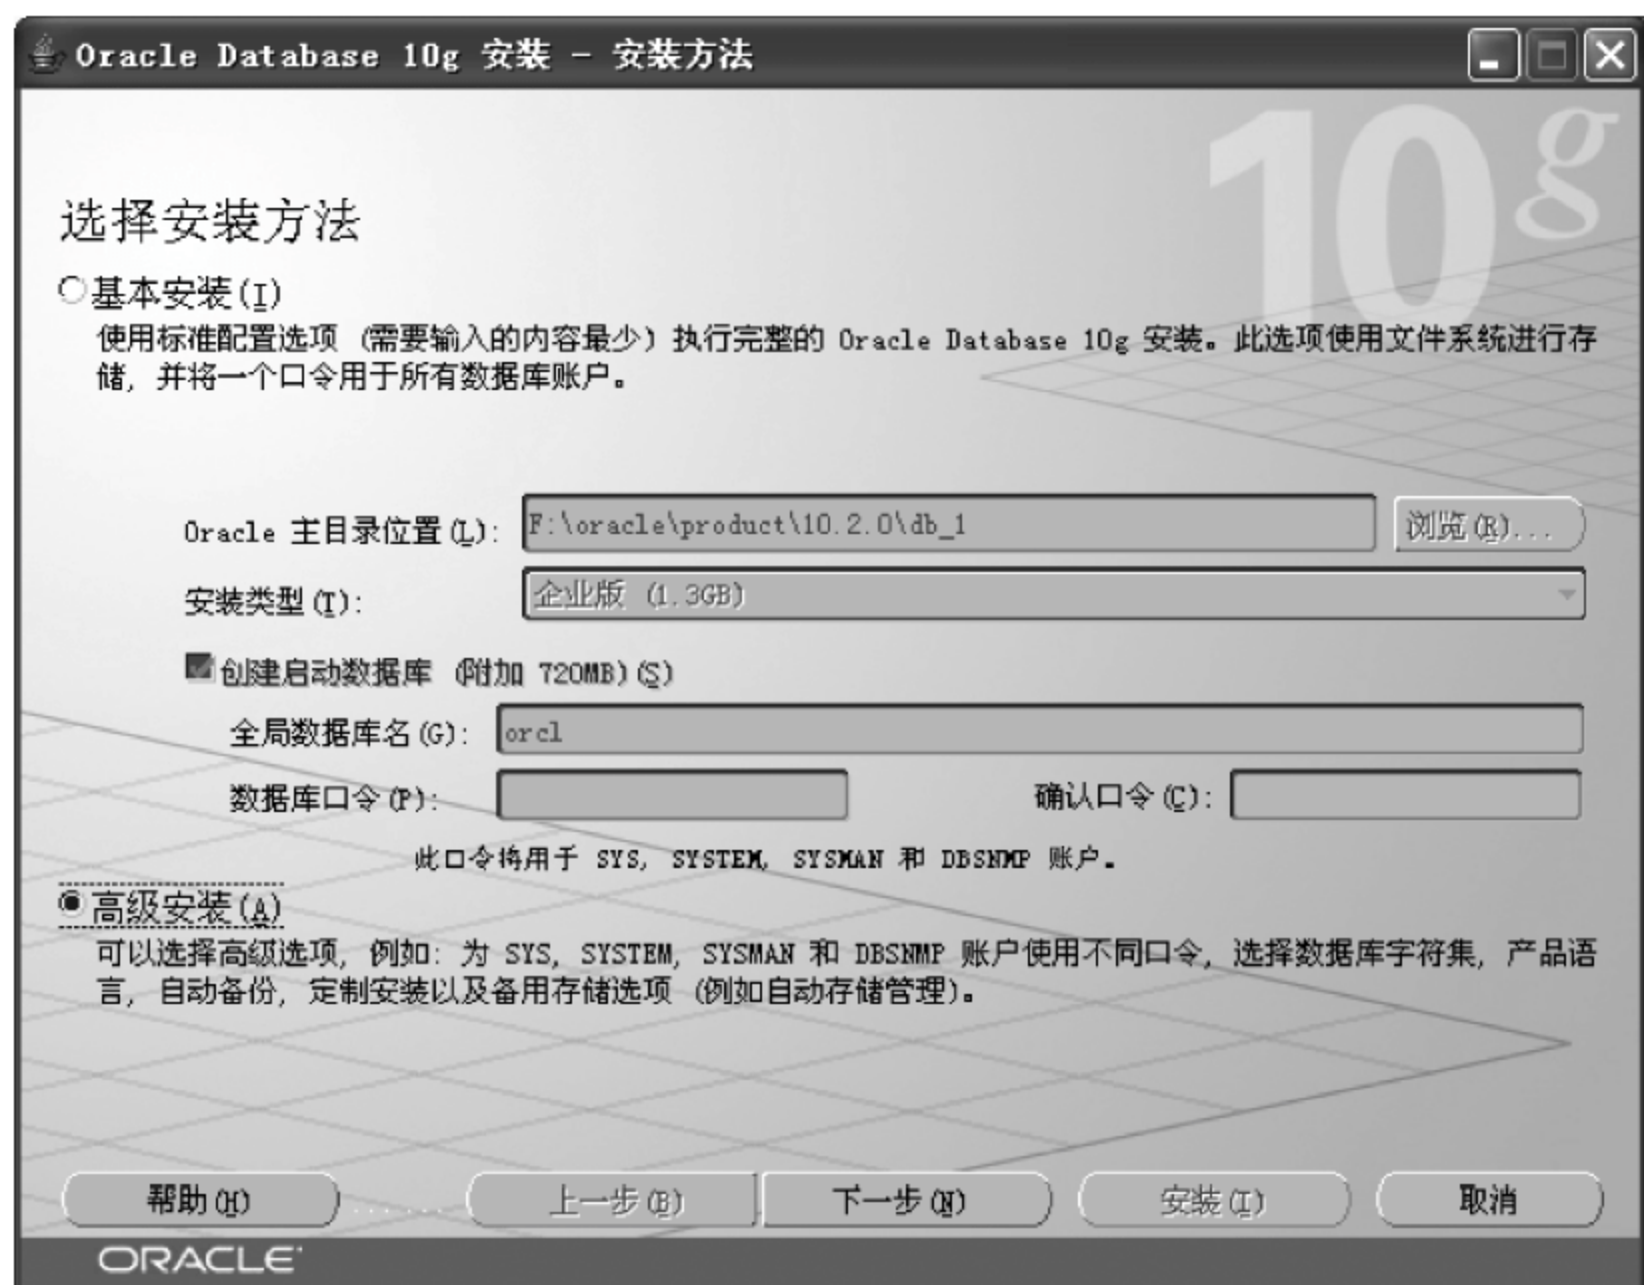 Oracle Database 10g 安装 - 安装方法
10g
选择安装方法
基本安装(I)
使用标准配置选项 (需要输入的内容最少) 执行完整的 Oracle Database 10g 安装。此选项使用文件系统进行存
储, 并将一个口令用于所有数据库账户。
Oracle 主目录位置(L): F:\oracle\product\10.2.0\db_1 浏览(R)...
安装类型(T): 企业版 (1.3GB)
创建启动数据库 (附加 720MB)(S)
全局数据库名(G): orcl
数据库口令(P): 确认口令(C):
此口令将用于 SYS, SYSTEM, SYSMAN 和 DBSNMP 账户。
高级安装(A)
可以选择高级选项, 例如: 为 SYS, SYSTEM, SYSMAN 和 DBSNMP 账户使用不同口令, 选择数据库字符集, 产品语
言, 自动备份, 定制安装以及备用存储选项 (例如自动存储管理)。
帮助(H) 上一步(B) 下一步(N) 安装(I) 取消
ORACLE